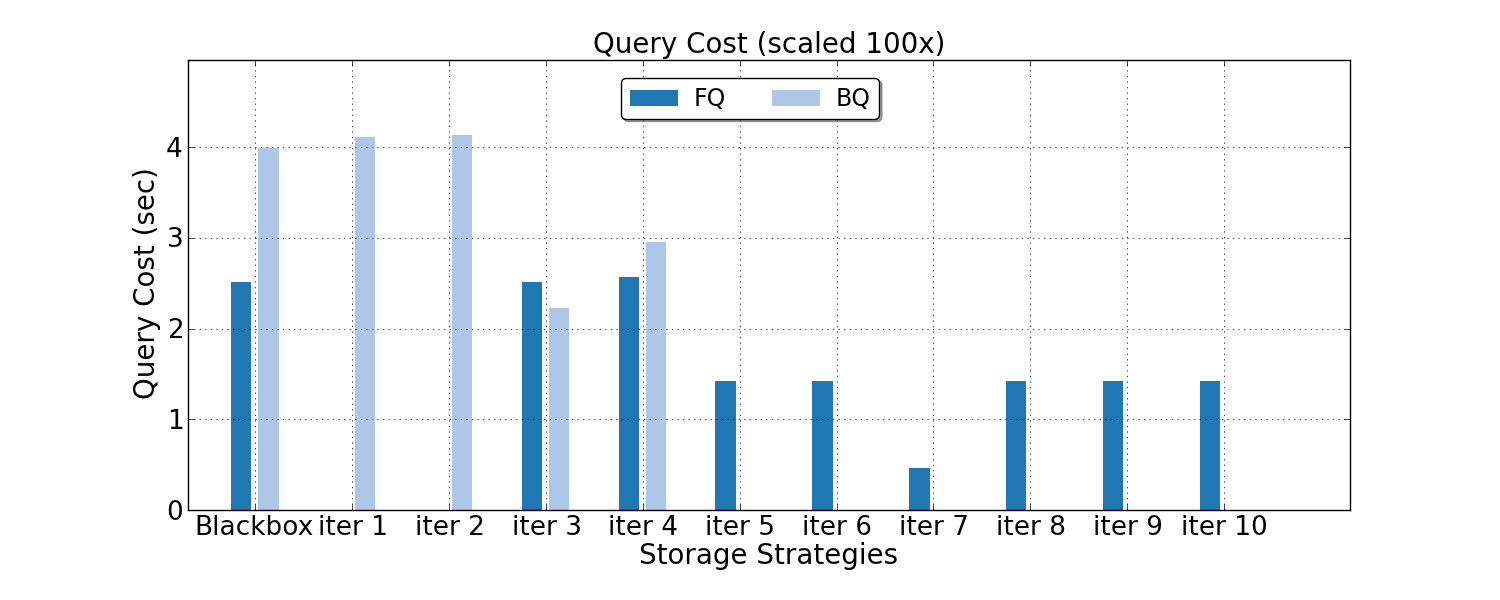 Query Cost (scaled 100x)
FQ BQ
Query Cost (sec)
4
3
2
1
0
Blackbox iter 1 iter 2 iter 3 iter 4 iter 5 iter 6 iter 7 iter 8 iter 9 iter 10
Storage Strategies